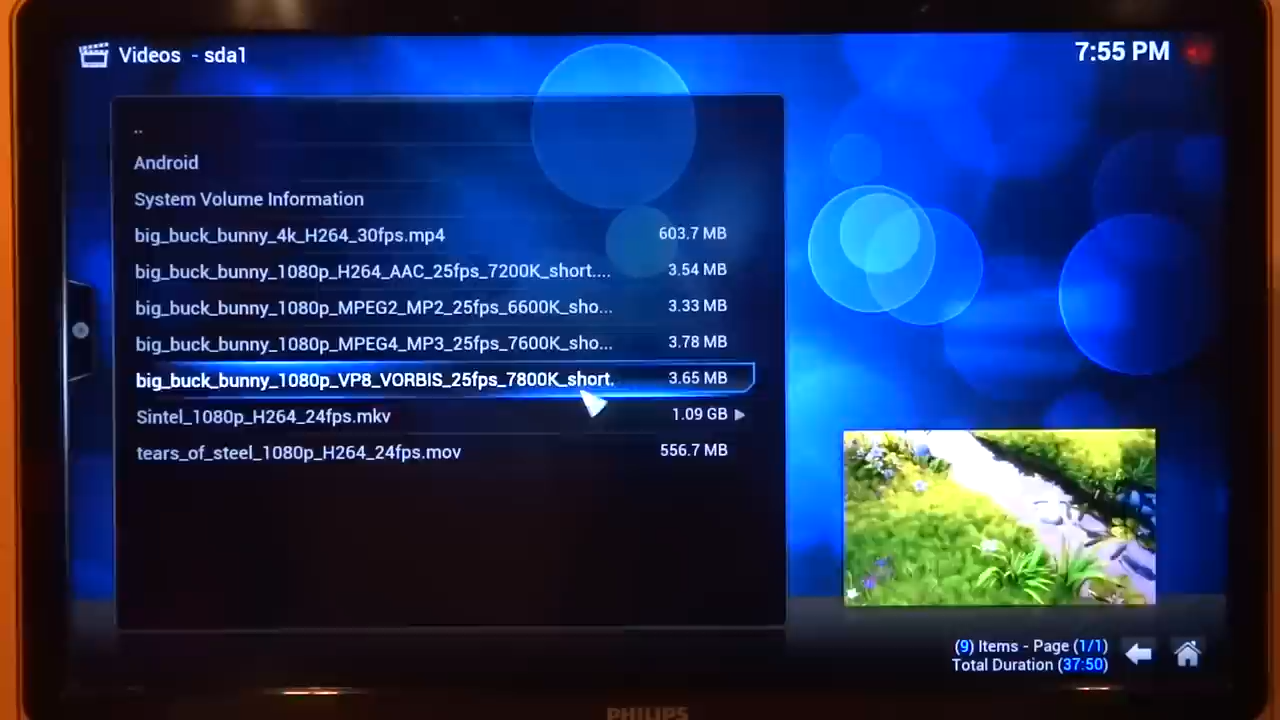 Videos - sda1
7:55 PM
..
Android
System Volume Information
big_buck_bunny_4k_H264_30fps.mp4 603.7 MB
big_buck_bunny_1080p_H264_AAC_25fps_7200K_short.... 3.54 MB
big_buck_bunny_1080p_MPEG2_MP2_25fps_6600K_sho... 3.33 MB
big_buck_bunny_1080p_MPEG4_MP3_25fps_7600K_sho... 3.78 MB
big_buck_bunny_1080p_VP8_VORBIS_25fps_7800K_short. 3.65 MB
Sintel_1080p_H264_24fps.mkv 1.09 GB
tears_of_steel_1080p_H264_24fps.mov 556.7 MB
(9) Items - Page (1/1)
Total Duration (37:50)
PHILIPS